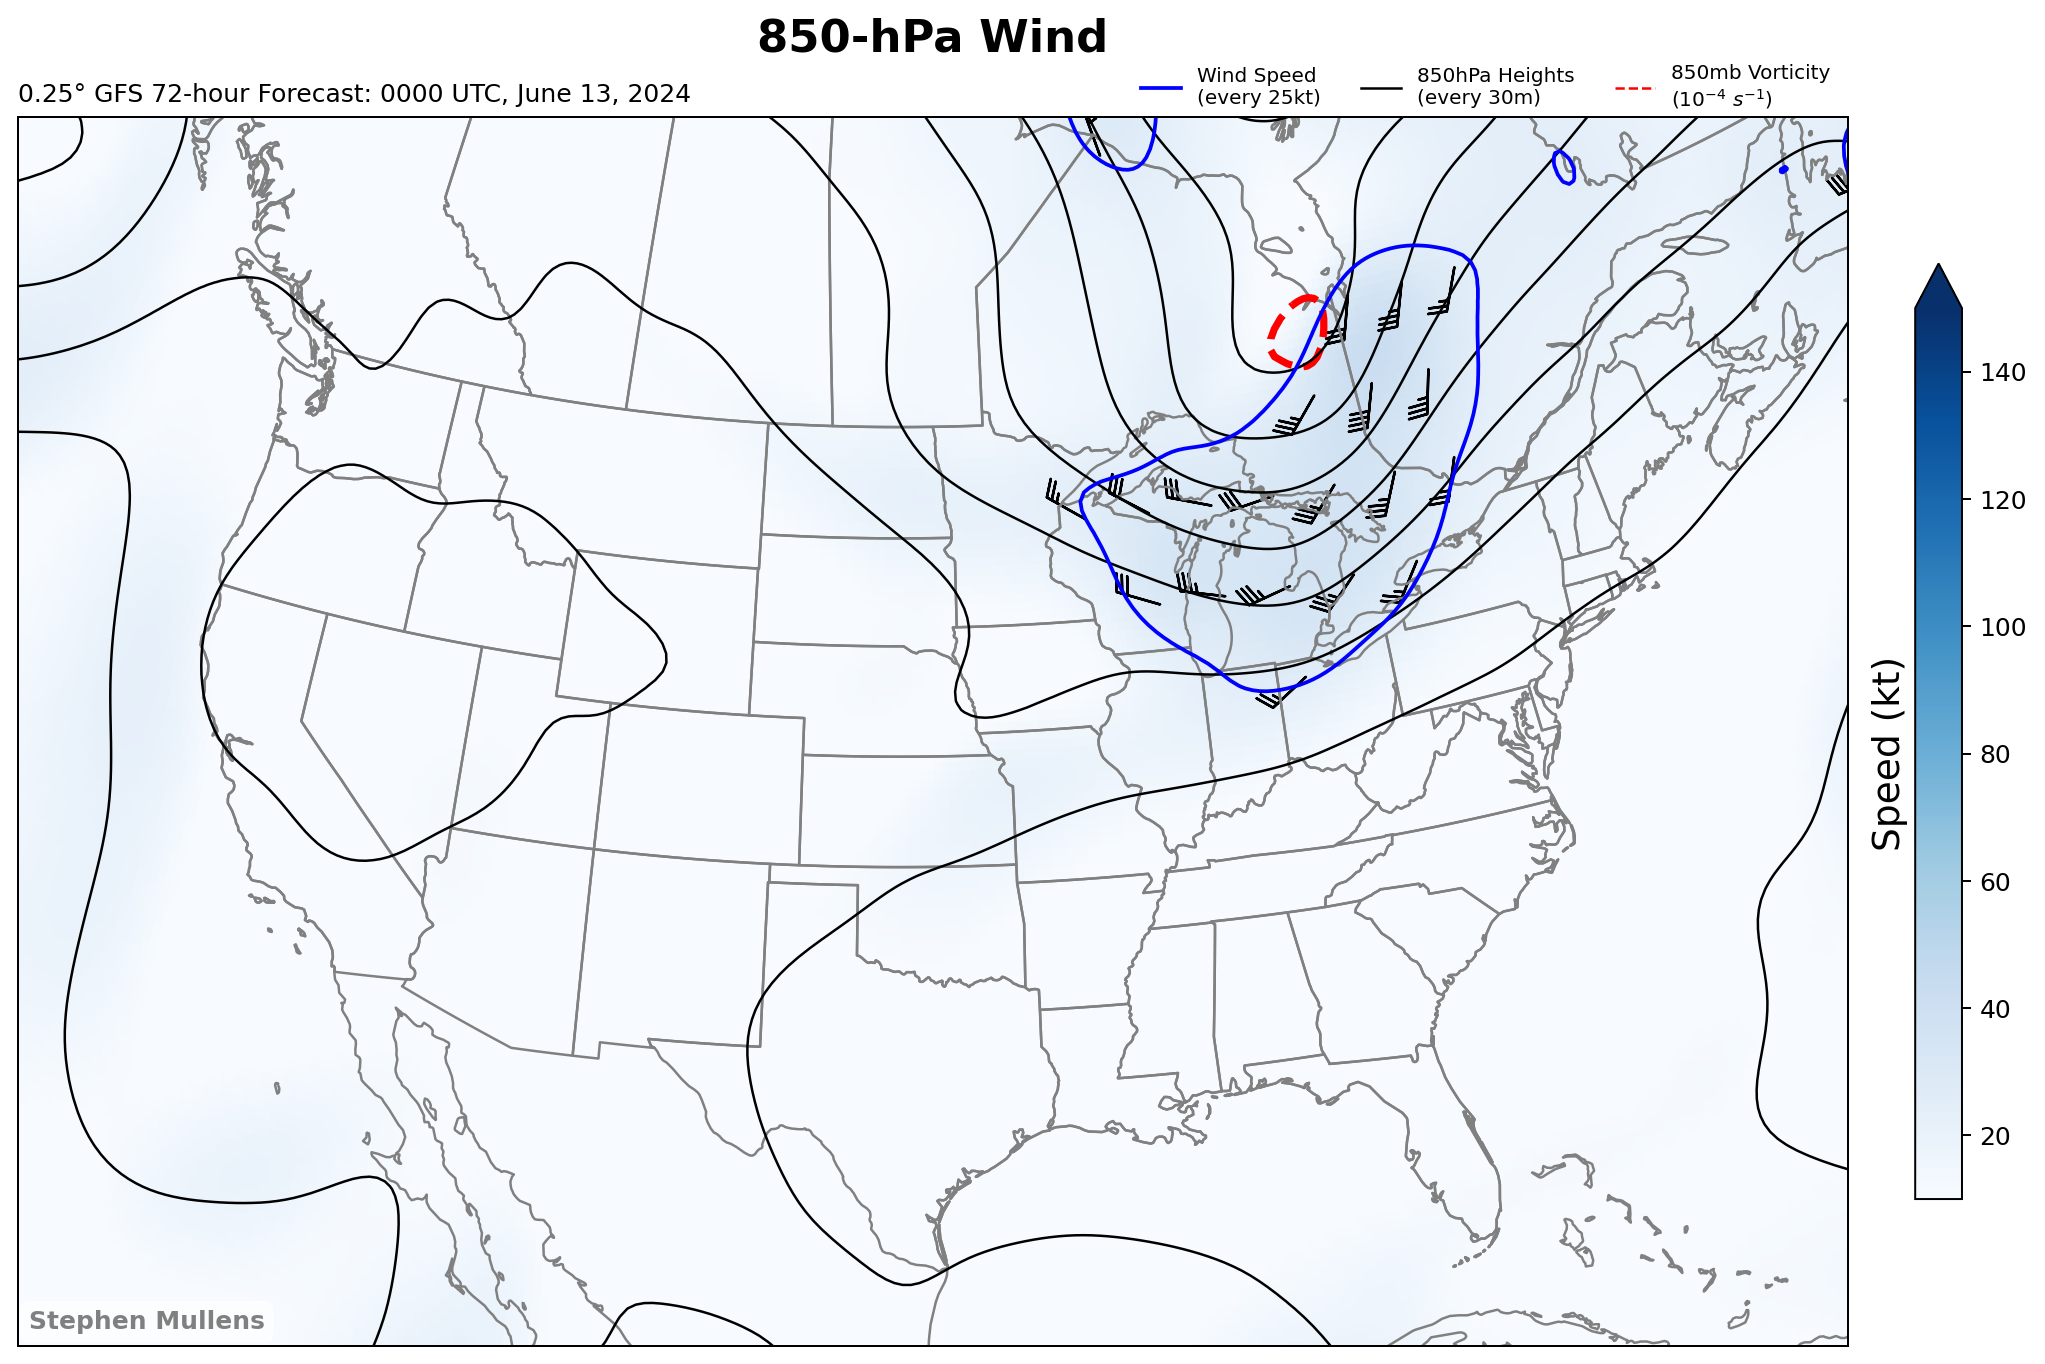 850-hPa Wind
0.25° GFS 72-hour Forecast: 0000 UTC, June 13, 2024
Wind Speed
(every 25kt)
850hPa Heights
(every 30m)
850mb Vorticity
(10⁻⁴ s⁻¹)
140
120
100
80
60
40
20
Speed (kt)
Stephen Mullens